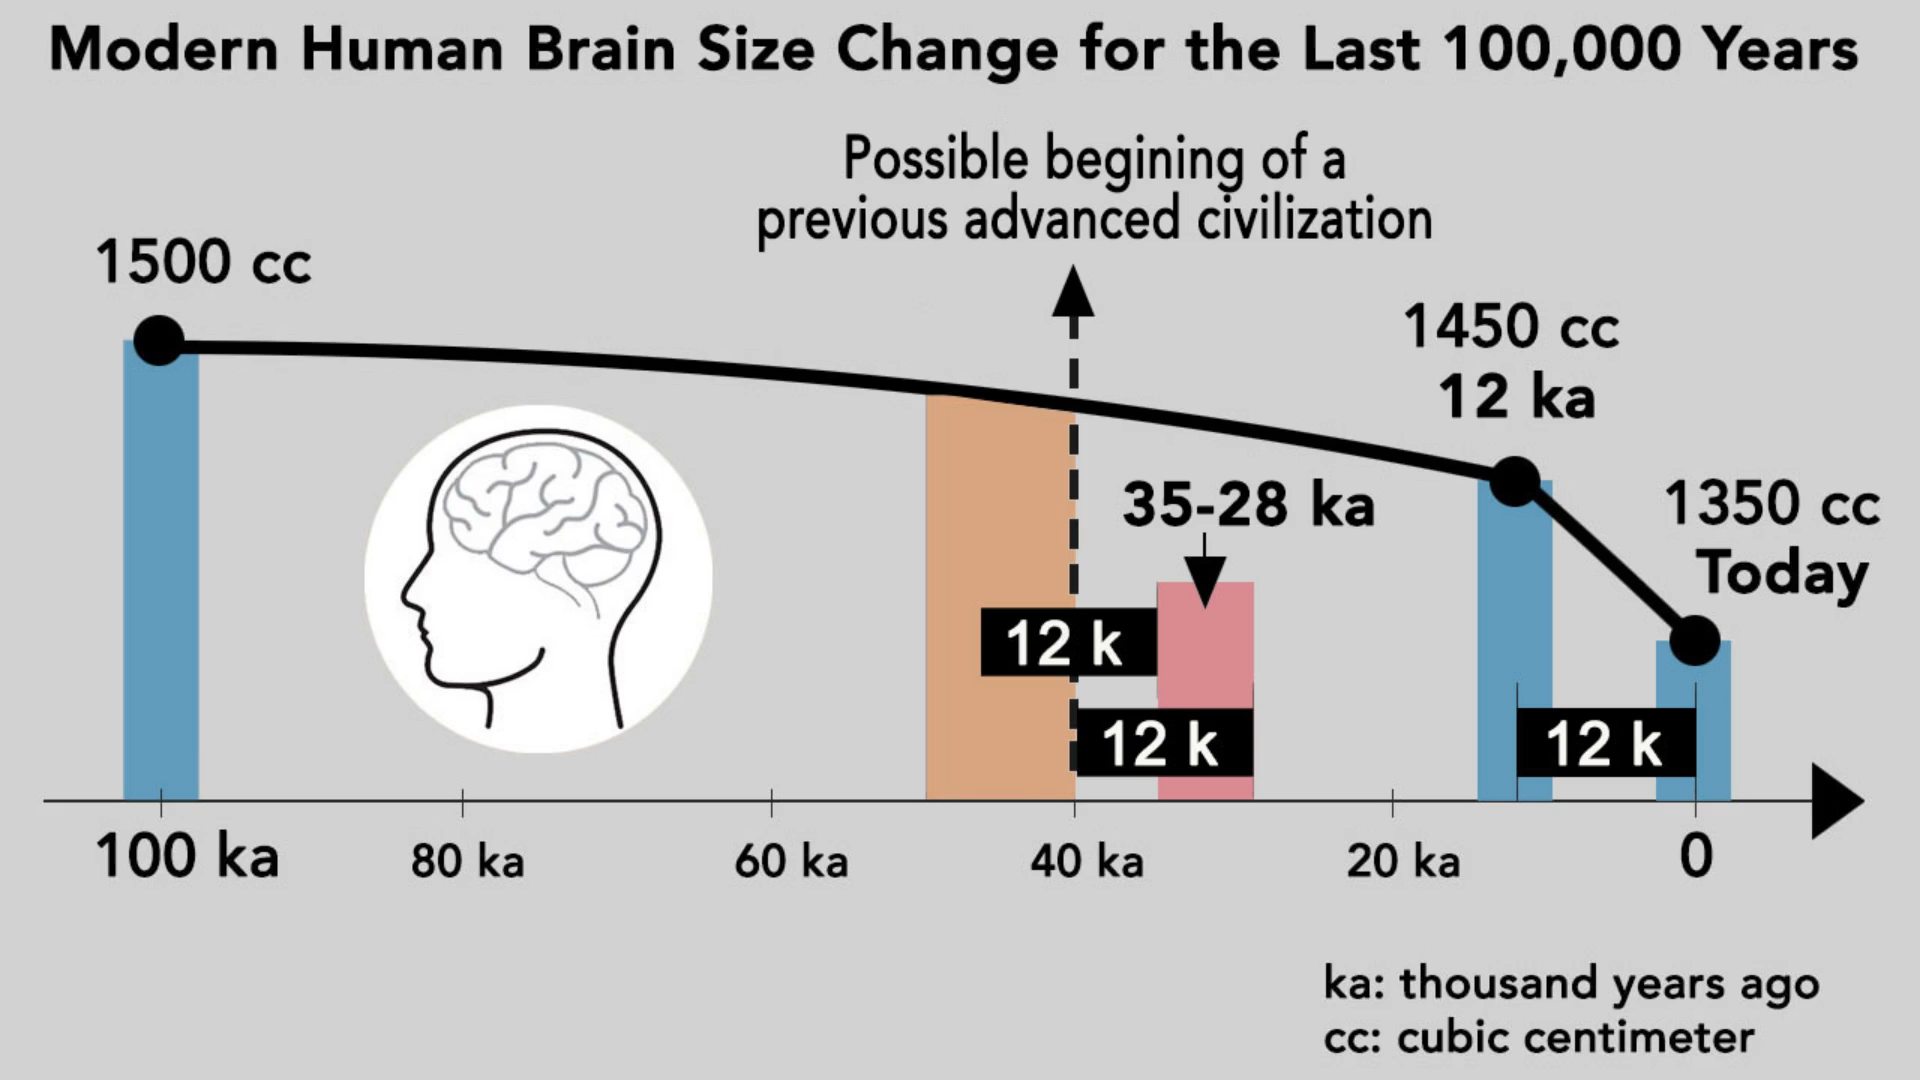 Modern Human Brain Size Change for the Last 100,000 Years
Possible begining of a
previous advanced civilization
1500 cc
1450 cc
12 ka
35-28 ka
1350 cc
Today
12 k
12 k
12 k
100 ka
80 ka
60 ka
40 ka
20 ka
0
ka: thousand years ago
cc: cubic centimeter